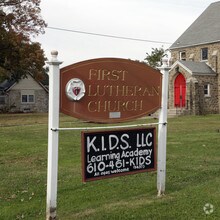 FIRST
LUTHERAN
CHURCH
K.I.D.S. LLC
Learning Academy
610-461-KIDS
All ages welcome